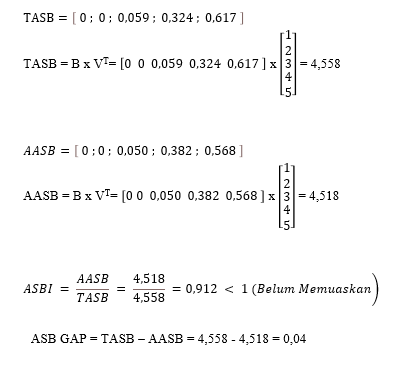 TASB = [ 0 ; 0 ; 0,059 ; 0,324 ; 0,617 ]
TASB = B x Vᵀ= [0 0 0,059 0,324 0,617 ] x [1 2 3 4 5] = 4,558
AASB = [ 0 ; 0 ; 0,050 ; 0,382 ; 0,568 ]
AASB = B x Vᵀ= [0 0 0,050 0,382 0,568 ] x [1 2 3 4 5] = 4,518
ASBI = AASB / TASB = 4,518 / 4,558 = 0,912 < 1 (Belum Memuaskan)
ASB GAP = TASB – AASB = 4,558 - 4,518 = 0,04